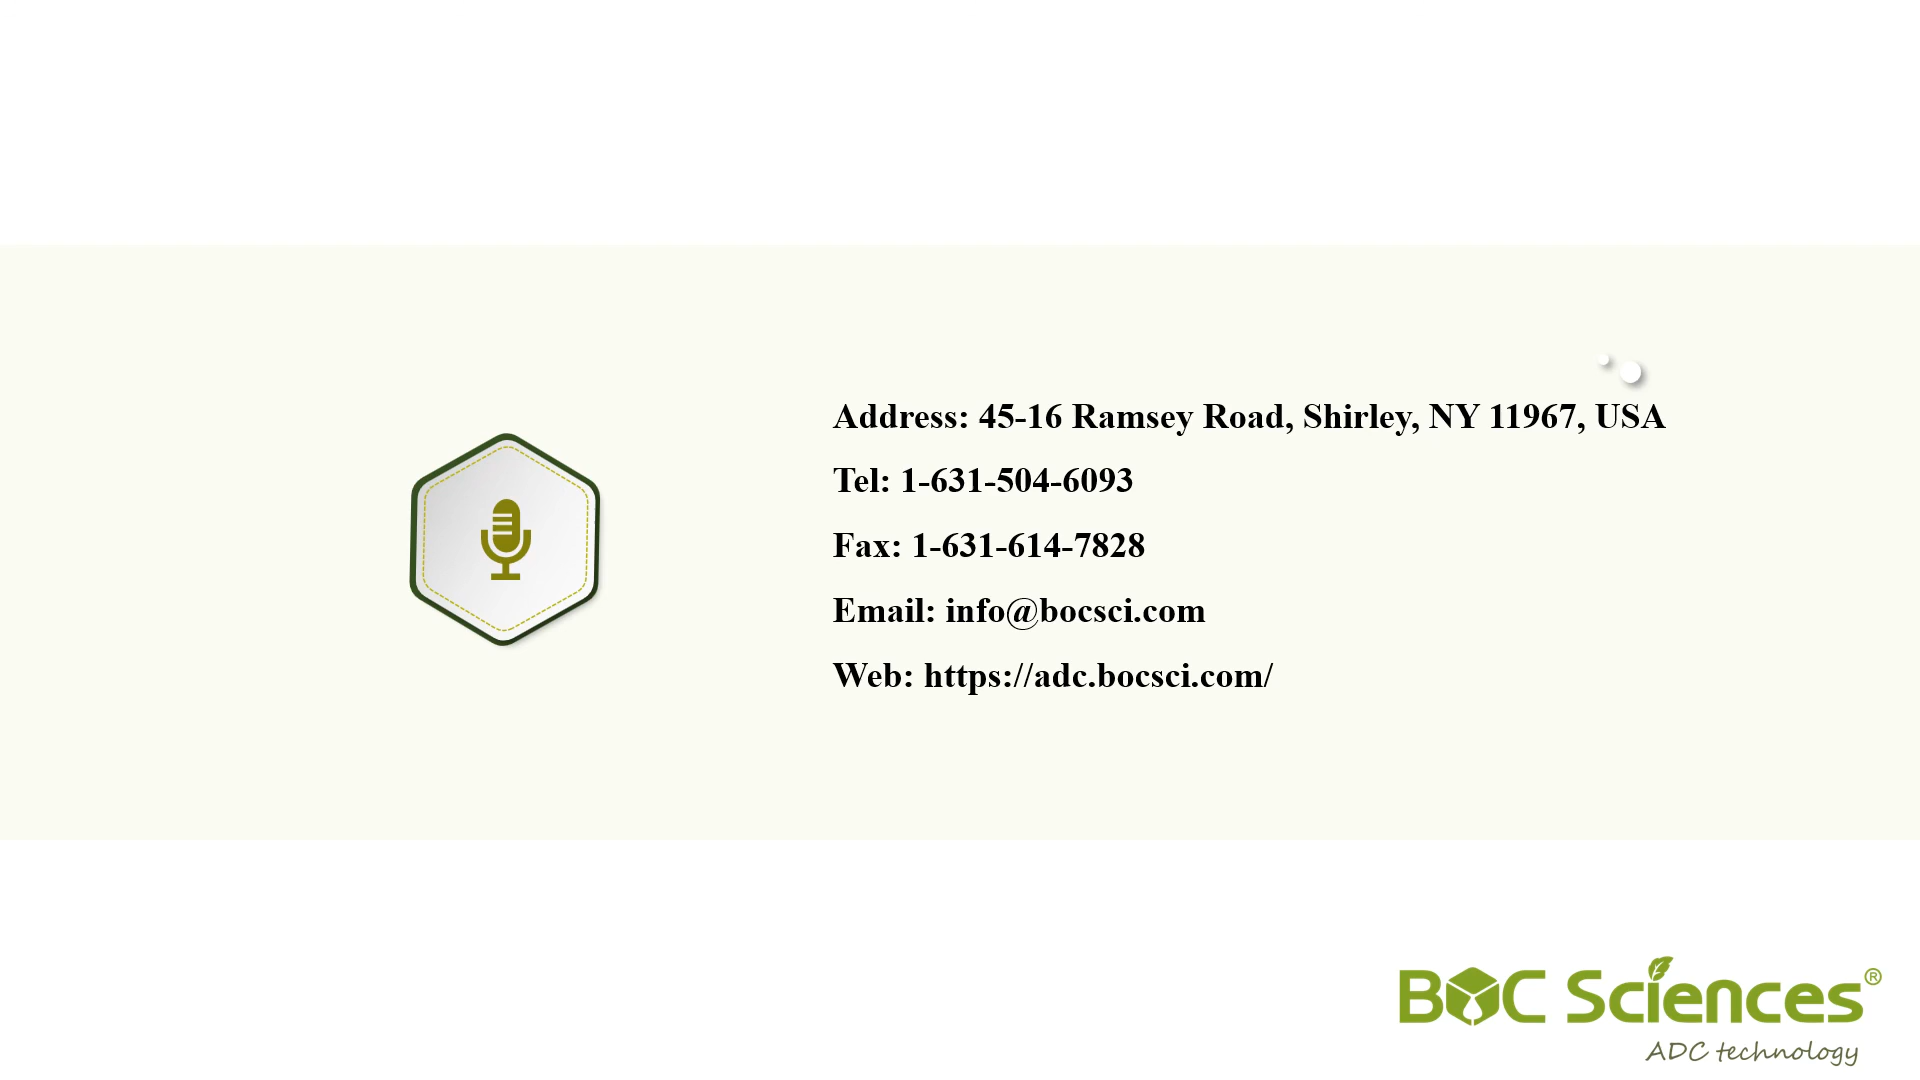 Address: 45-16 Ramsey Road, Shirley, NY 11967, USA
Tel: 1-631-504-6093
Fax: 1-631-614-7828
Email: info@bocsci.com
Web: https://adc.bocsci.com/
BOC Sciences®
ADC technology